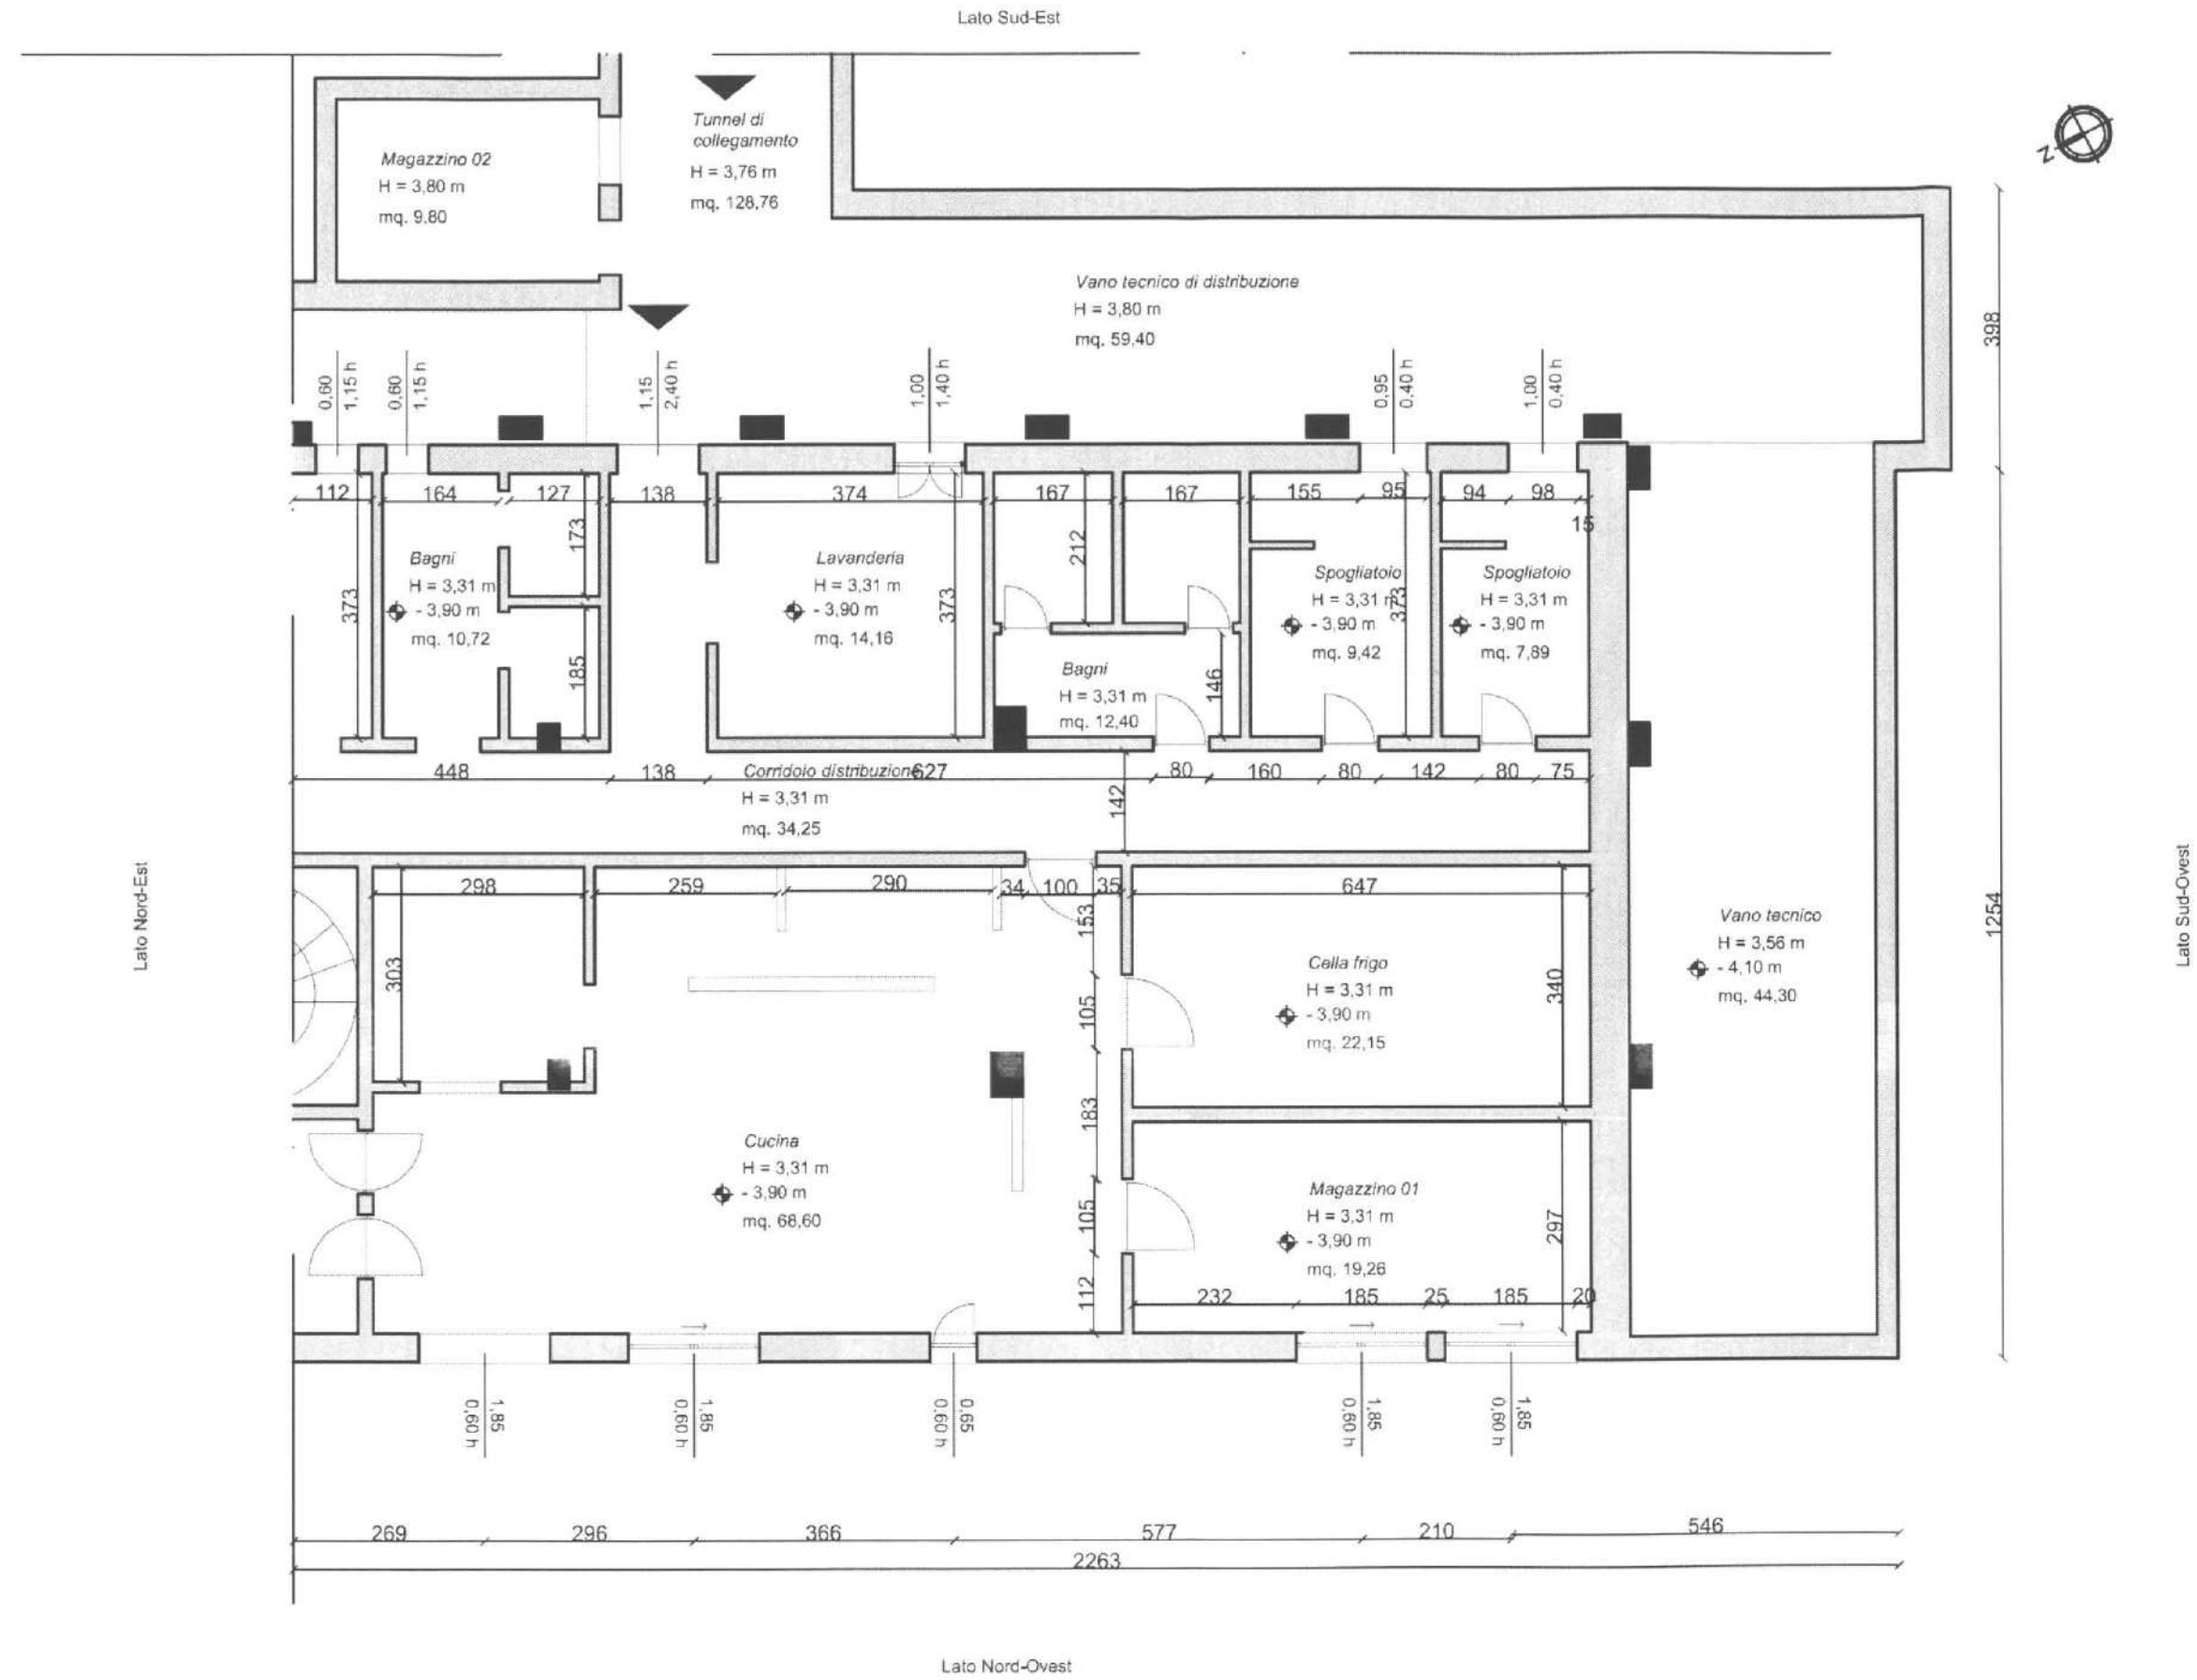 Lato Sud-Est
Tunnel di
collegamento
H = 3,76 m
mq. 128,76
Magazzino 02
H = 3,80 m
mq. 9,80
N
Vano tecnico di distribuzione
H = 3,80 m
mq. 59,40
398
0,60
1,15 h
0,60
1,15 h
1,15
2,40 h
1,00
1,40 h
0,95
0,40 h
1,00
0,40 h
112
164
127
138
374
167
167
155
95
94
98
15
373
173
185
373
212
146
373
Bagni
H = 3,31 m
- 3,90 m
mq. 10,72
Lavanderia
H = 3,31 m
- 3,90 m
mq. 14,16
Bagni
H = 3,31 m
mq. 12,40
Spogliatoio
H = 3,31 m
- 3,90 m
mq. 9,42
Spogliatoio
H = 3,31 m
- 3,90 m
mq. 7,89
448
138
Corridoio distribuzione
627
80
160
80
142
80
75
H = 3,31 m
mq. 34,25
142
Lato Nord-Est
298
259
290
34
100
35
647
303
153
105
183
105
112
Cella frigo
H = 3,31 m
- 3,90 m
mq. 22,15
340
Vano tecnico
H = 3,56 m
- 4,10 m
mq. 44,30
1254
Lato Sud-Ovest
Cucina
H = 3,31 m
- 3,90 m
mq. 68,60
Magazzino 01
H = 3,31 m
- 3,90 m
mq. 19,26
297
232
185
25
185
20
1,85
0,60 h
1,85
0,60 h
0,65
0,60 h
1,85
0,60 h
1,85
0,60 h
269
296
366
577
210
546
2263
Lato Nord-Ovest